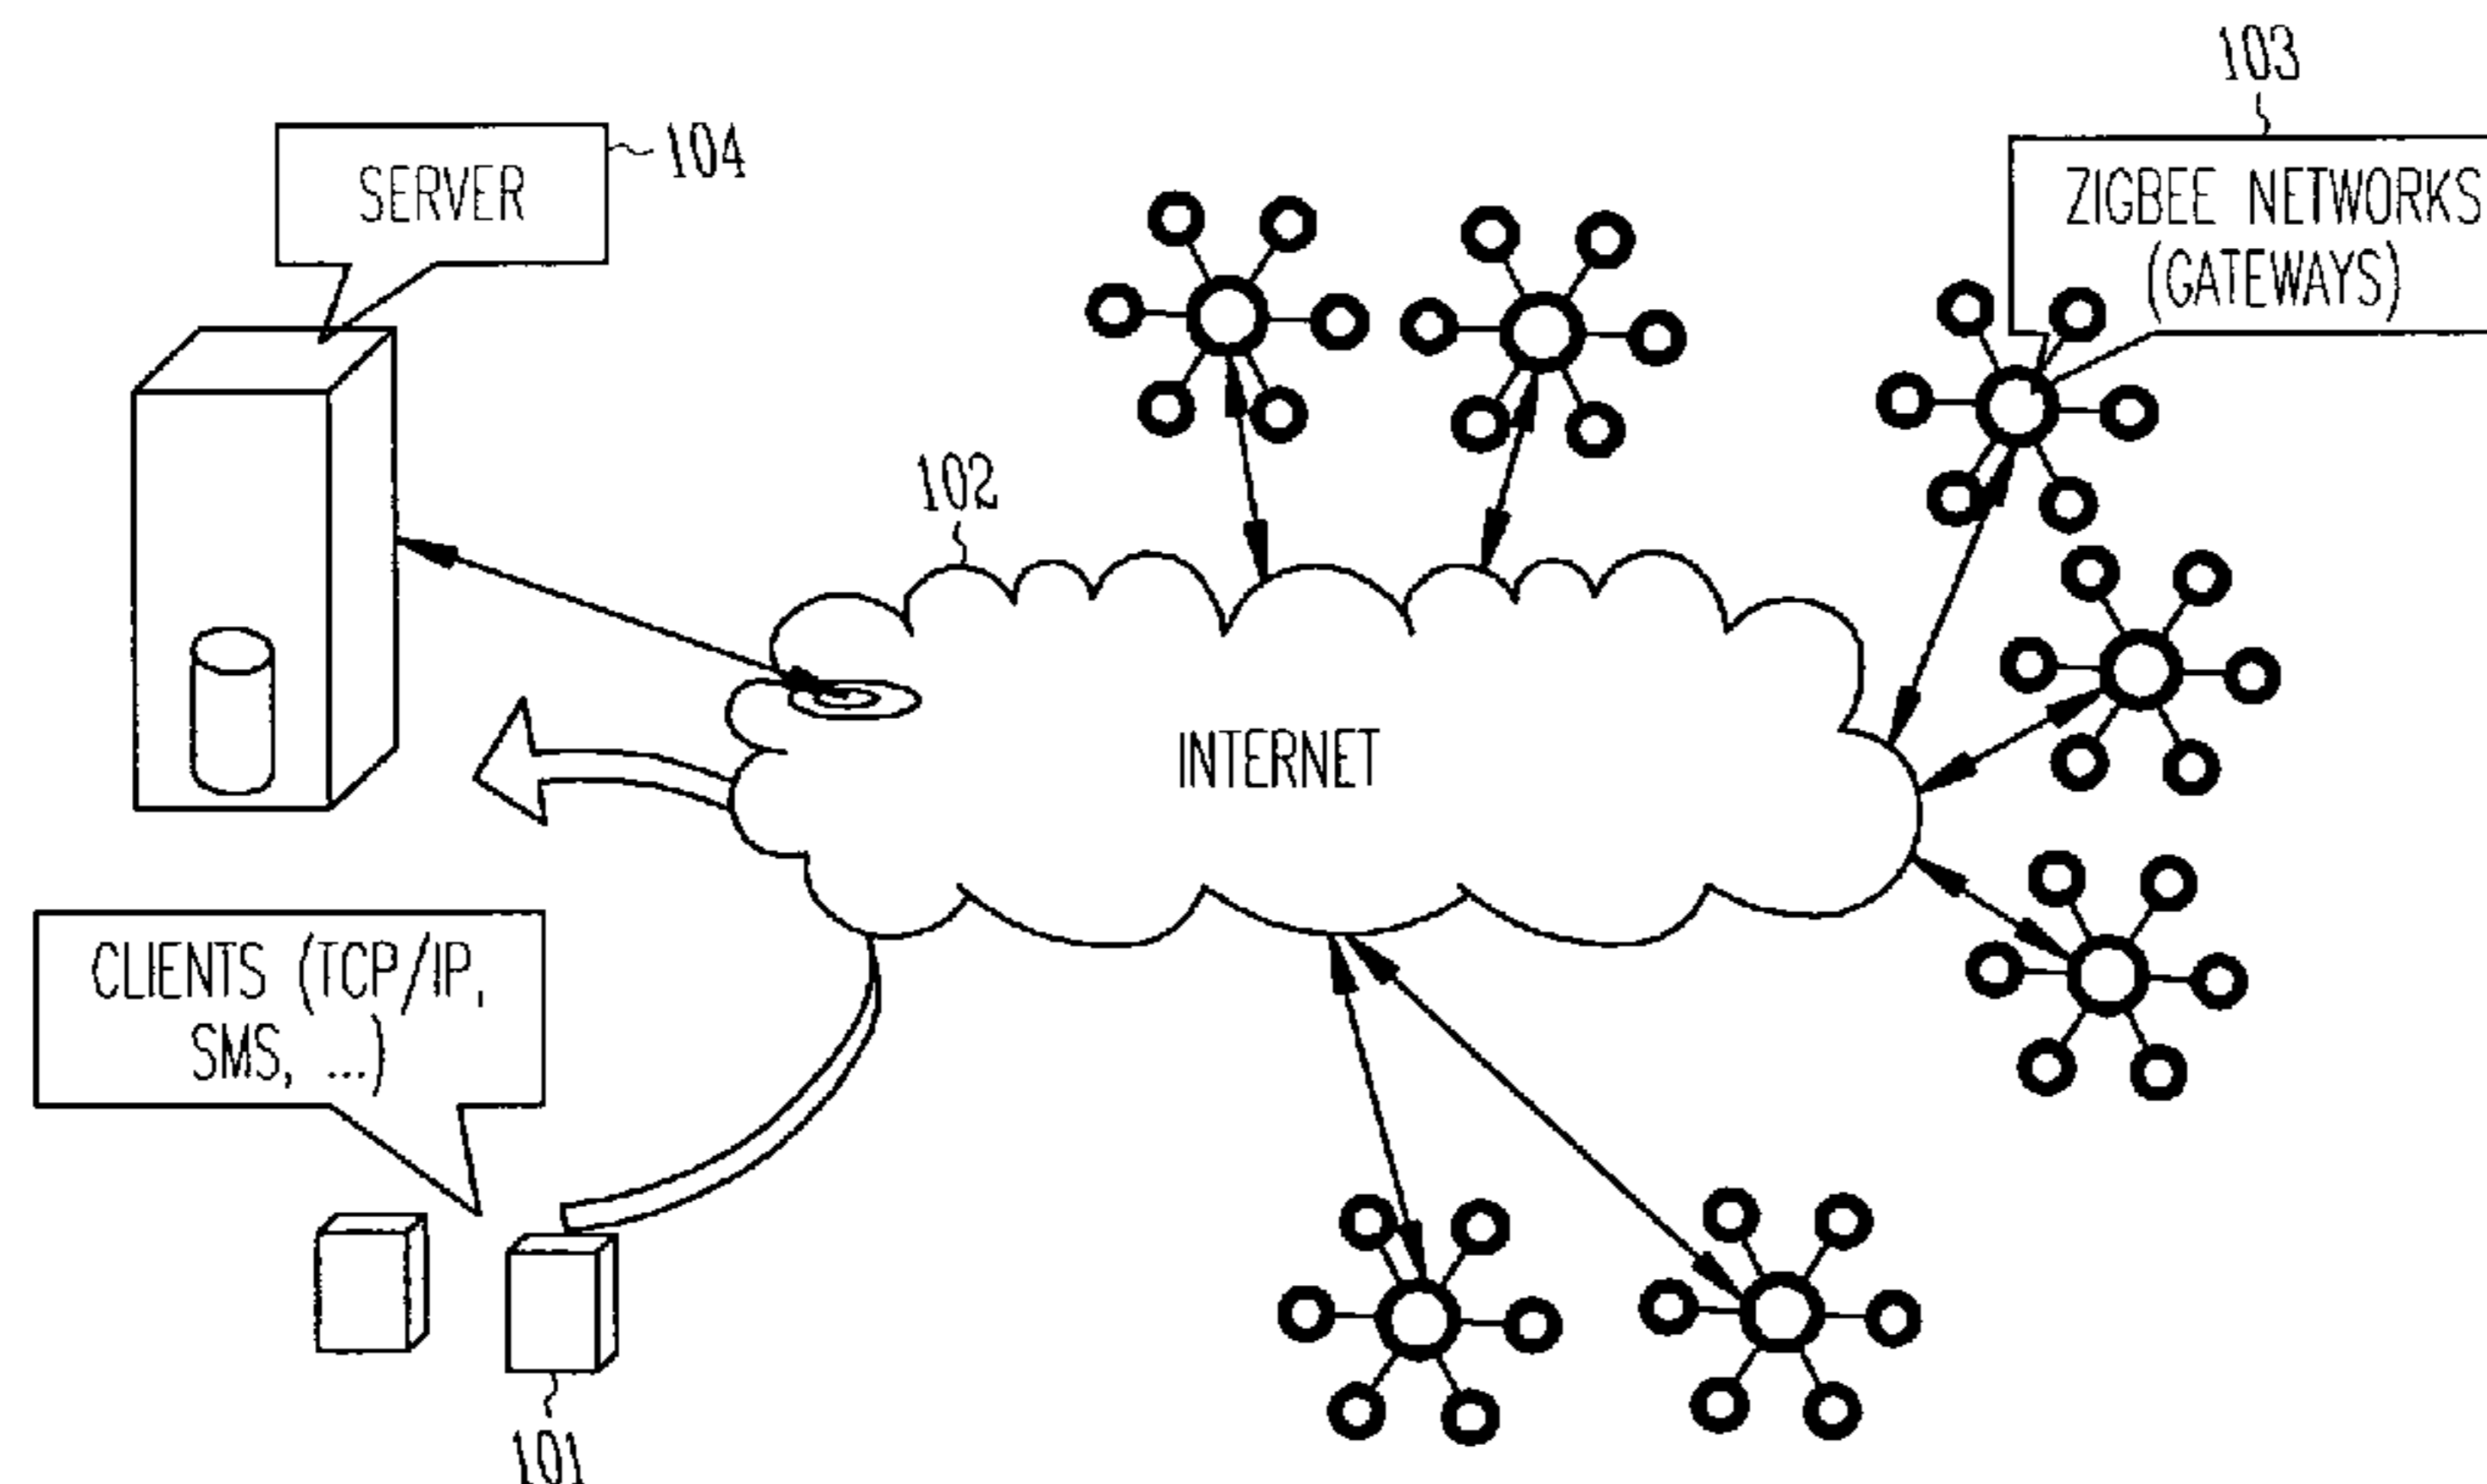 103
104
SERVER
ZIGBEE NETWORKS
(GATEWAYS)
102
INTERNET
CLIENTS (TCP/IP,
SMS, ...)
101